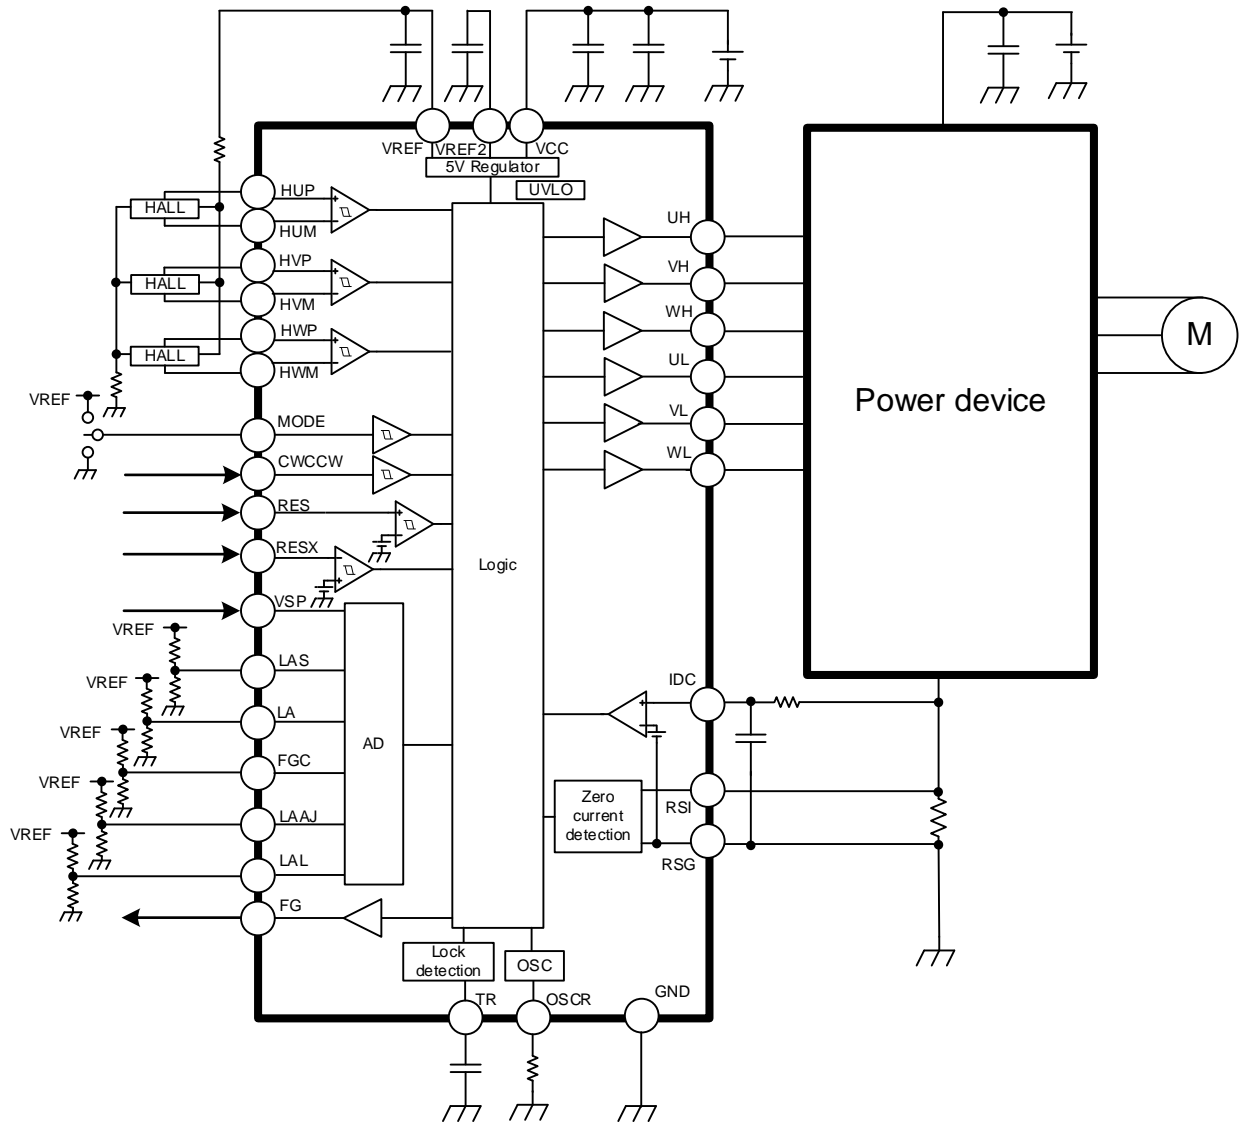 VREF
VREF2
VCC
5V Regulator
UVLO
HUP
HALL
HUM
HVP
HALL
HVM
HWP
HALL
HWM
VREF
MODE
CWCCW
RES
RESX
VSP
VREF
LAS
VREF
LA
VREF
FGC
VREF
LAAJ
VREF
LAL
FG
AD
Logic
UH
VH
WH
UL
VL
WL
Power device
M
IDC
RSI
RSG
Zero
current
detection
Lock
detection
OSC
TR
OSCR
GND